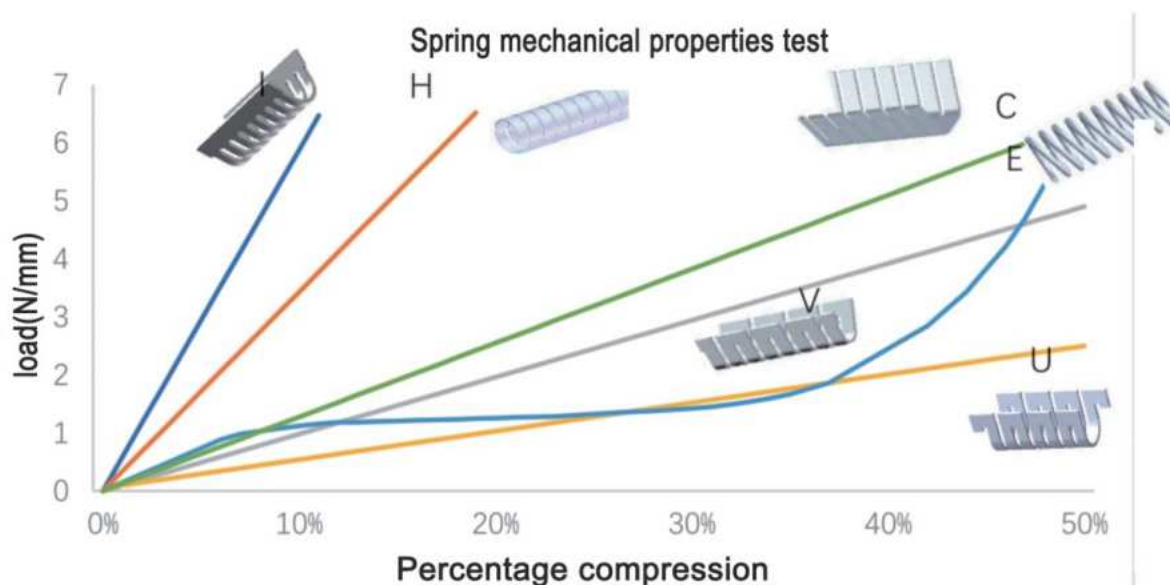 Spring mechanical properties test
I
H
C
E
V
U
load(N/mm)
7
6
5
4
3
2
1
0
0%
10%
20%
30%
40%
50%
Percentage compression